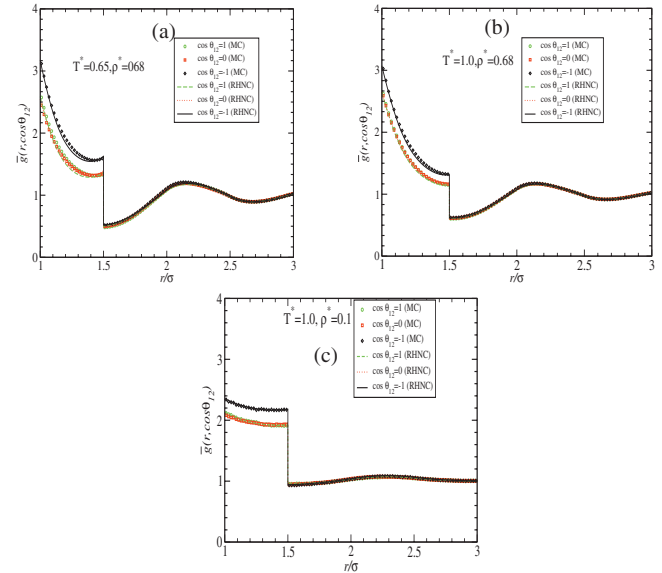 (a)
T*=0.65,ρ*=068
cos θ12=1 (MC)
cos θ12=0 (MC)
cos θ12=-1 (MC)
cos θ12=1 (RHNC)
cos θ12=0 (RHNC)
cos θ12=-1 (RHNC)
g̅(r,cosθ12)
4
3
2
1
0
1 1.5 2 2.5 3
r/σ
(b)
T*=1.0,ρ*=0.68
cos θ12=1 (MC)
cos θ12=0 (MC)
cos θ12=-1 (MC)
cos θ12=1 (RHNC)
cos θ12=0 (RHNC)
cos θ12=-1 (RHNC)
g̅(r,cosθ12)
4
3
2
1
0
1 1.5 2 2.5 3
r/σ
(c)
T*=1.0, ρ*=0.1
cos θ12=1 (MC)
cos θ12=0 (MC)
cos θ12=-1 (MC)
cos θ12=1 (RHNC)
cos θ12=0 (RHNC)
cos θ12=-1 (RHNC)
g̅(r,cosθ12)
4
3
2
1
0
1 1.5 2 2.5 3
r/σ